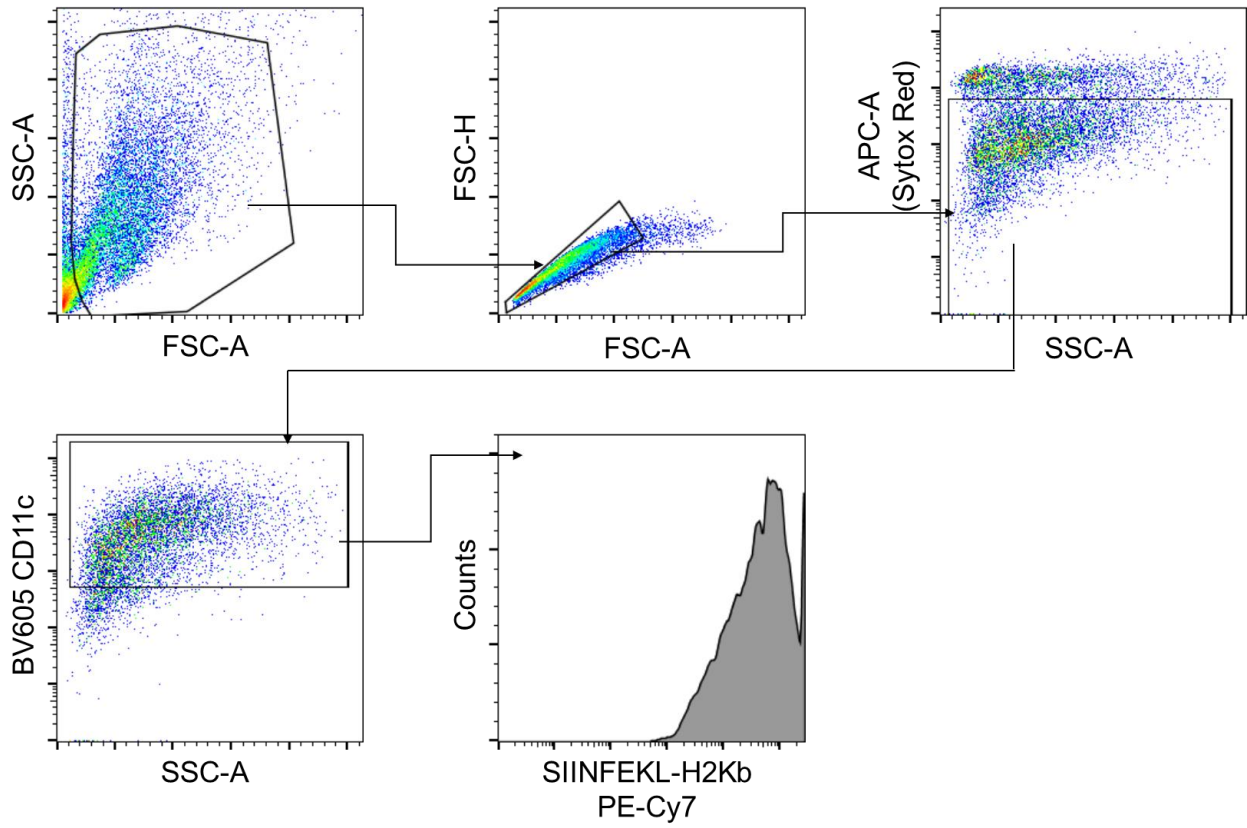 SSC-A
FSC-A
FSC-H
FSC-A
APC-A
(Sytox Red)
SSC-A
BV605 CD11c
SSC-A
Counts
SIINFEKL-H2Kb
PE-Cy7